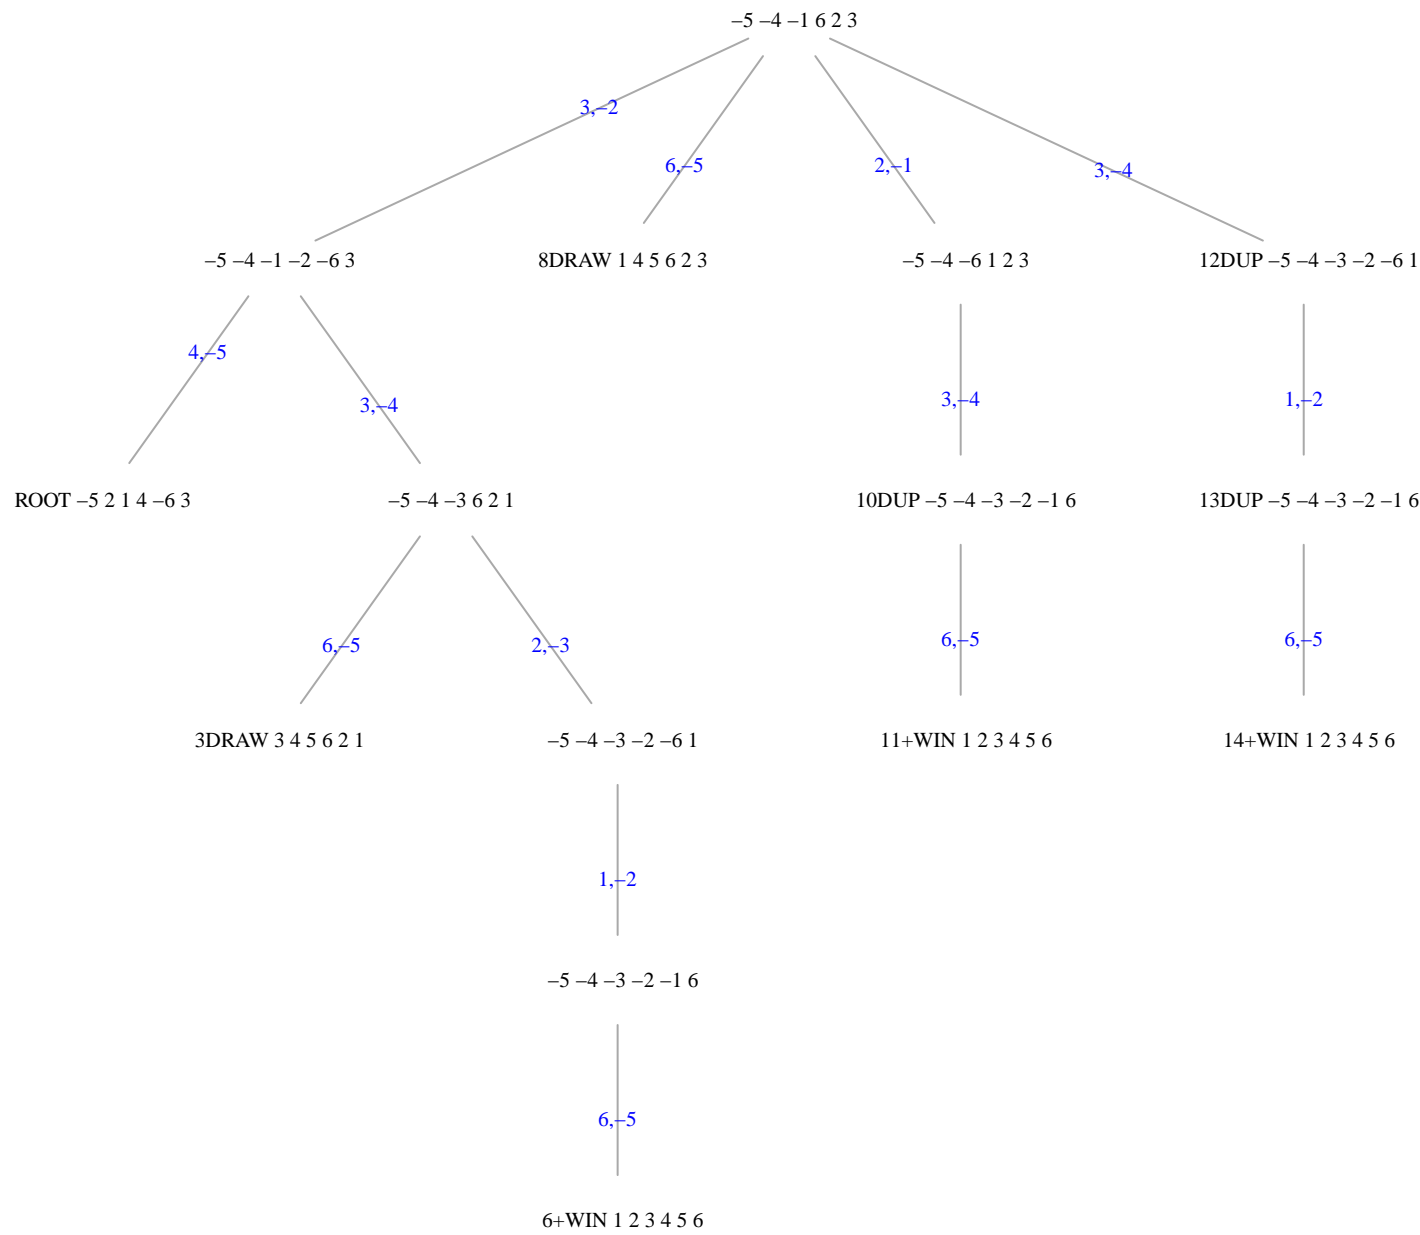 −5 −4 −1 6 2 3
3,−2
6,−5
2,−1
3,−4
−5 −4 −1 −2 −6 3
8DRAW 1 4 5 6 2 3
−5 −4 −6 1 2 3
12DUP −5 −4 −3 −2 −6 1
4,−5
3,−4
3,−4
1,−2
ROOT −5 2 1 4 −6 3
−5 −4 −3 6 2 1
10DUP −5 −4 −3 −2 −1 6
13DUP −5 −4 −3 −2 −1 6
6,−5
2,−3
6,−5
6,−5
3DRAW 3 4 5 6 2 1
−5 −4 −3 −2 −6 1
11+WIN 1 2 3 4 5 6
14+WIN 1 2 3 4 5 6
1,−2
−5 −4 −3 −2 −1 6
6,−5
6+WIN 1 2 3 4 5 6